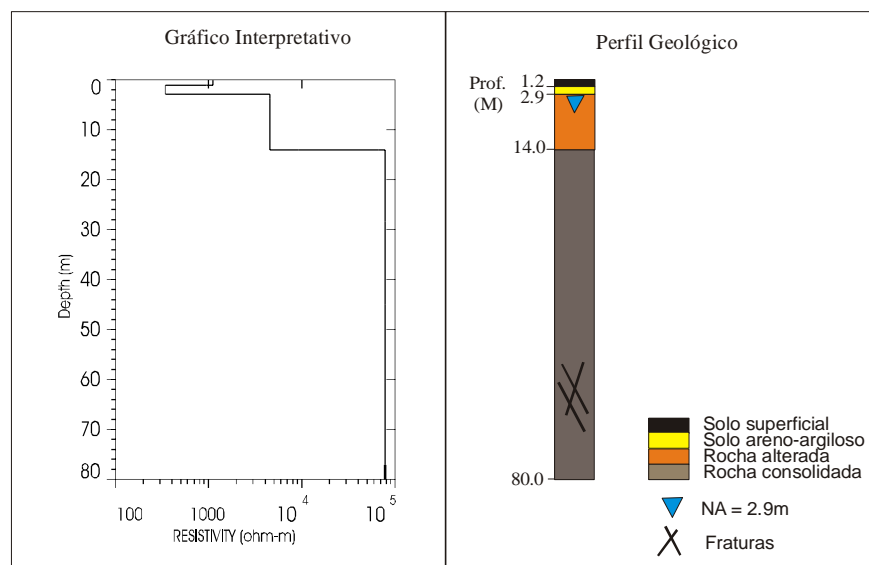 Gráfico Interpretativo
0
10
20
30
40
50
60
70
80
Depth (m)
100 1000 10^4 10^5
RESISTIVITY (ohm-m)
Perfil Geológico
Prof.
(M)
1.2
2.9
14.0
80.0
Solo superficial
Solo areno-argiloso
Rocha alterada
Rocha consolidada
NA = 2.9m
Fraturas